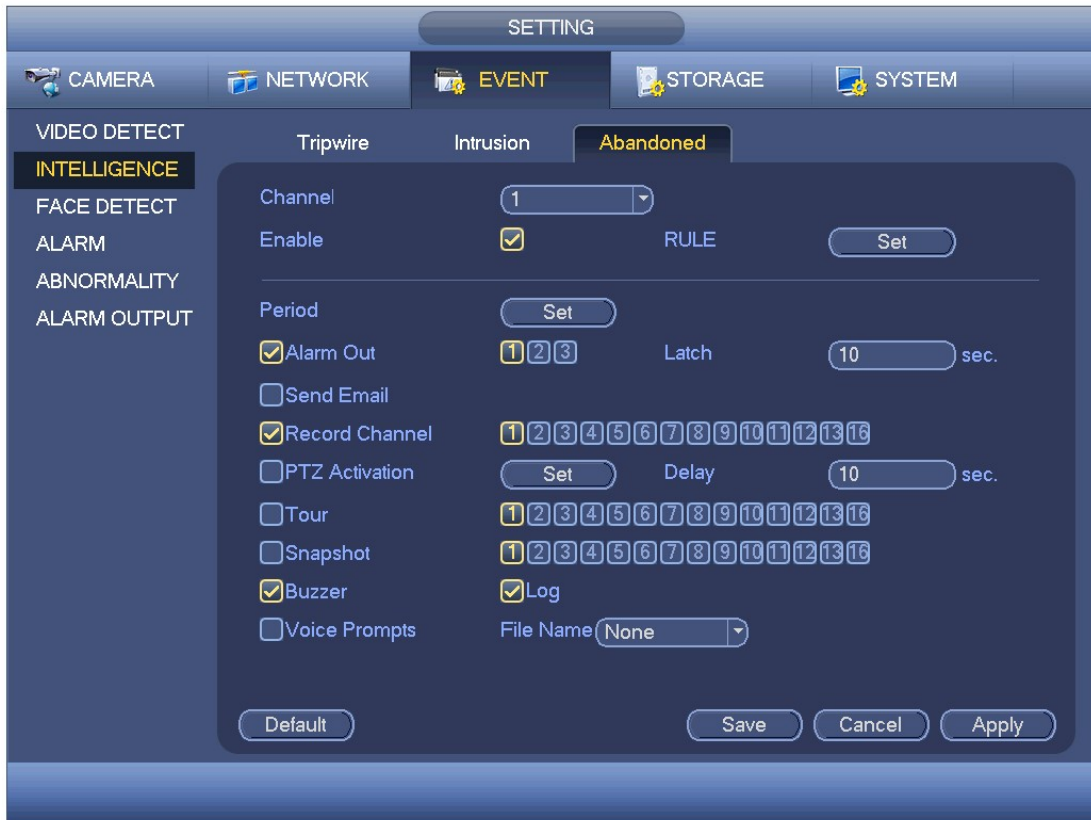 SETTING
CAMERA NETWORK EVENT STORAGE SYSTEM
VIDEO DETECT
INTELLIGENCE
FACE DETECT
ALARM
ABNORMALITY
ALARM OUTPUT
Tripwire Intrusion Abandoned
Channel 1
Enable RULE Set
Period Set
Alarm Out 1 2 3 Latch 10 sec.
Send Email
Record Channel 1 2 3 4 5 6 7 8 9 10 11 12 13 16
PTZ Activation Set Delay 10 sec.
Tour 1 2 3 4 5 6 7 8 9 10 11 12 13 16
Snapshot 1 2 3 4 5 6 7 8 9 10 11 12 13 16
Buzzer Log
Voice Prompts File Name None
Default Save Cancel Apply